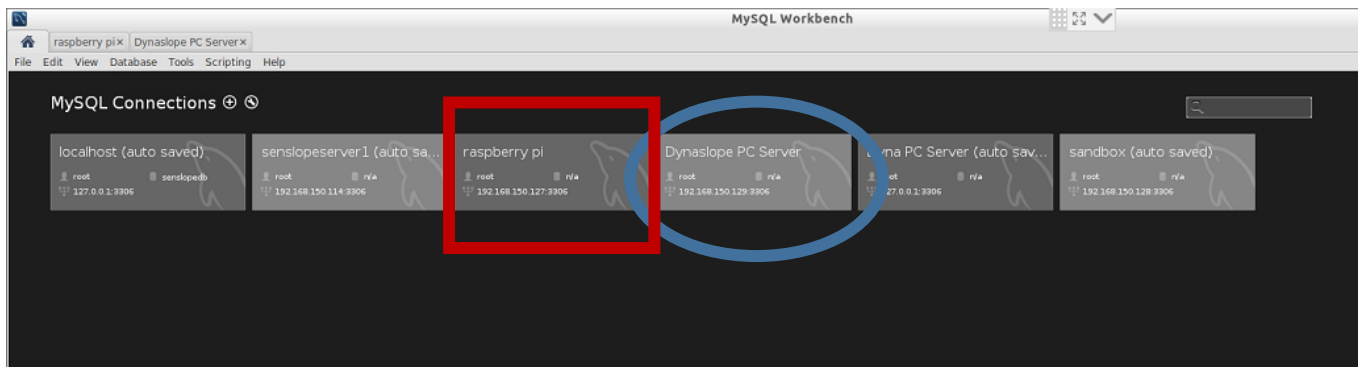 MySQL Workbench
raspberry pi× Dynaslope PC Server×
File Edit View Database Tools Scripting Help
MySQL Connections
localhost (auto saved)
root senslopedb
127.0.0.1:3306
senslopeserver1 (auto sa...
root n/a
192.168.150.114:3306
raspberry pi
root n/a
192.168.150.127:3306
Dynaslope PC Server
root n/a
192.168.150.129:3306
yna PC Server (auto sav...
n/a
27.0.0.1:3306
sandbox (auto saved)
root n/a
192.168.150.128:3306